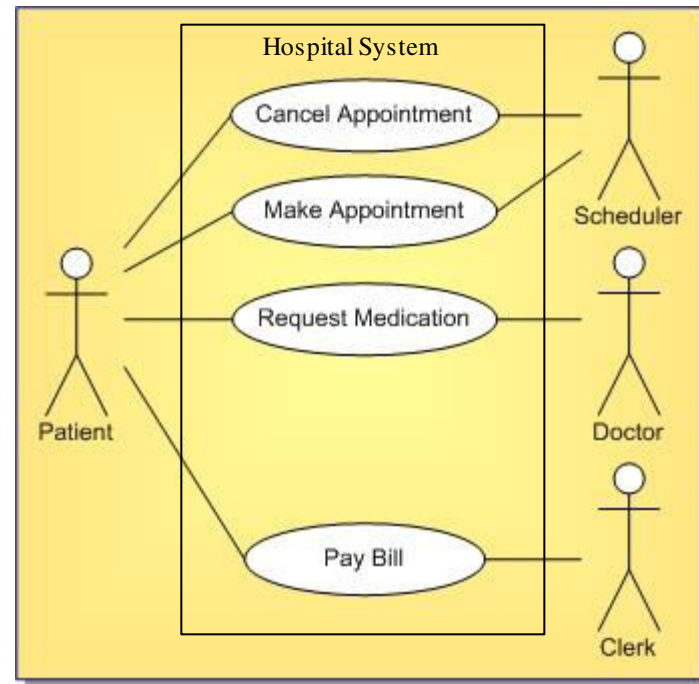 Hospital System
Cancel Appointment
Make Appointment
Scheduler
Request Medication
Patient
Doctor
Pay Bill
Clerk